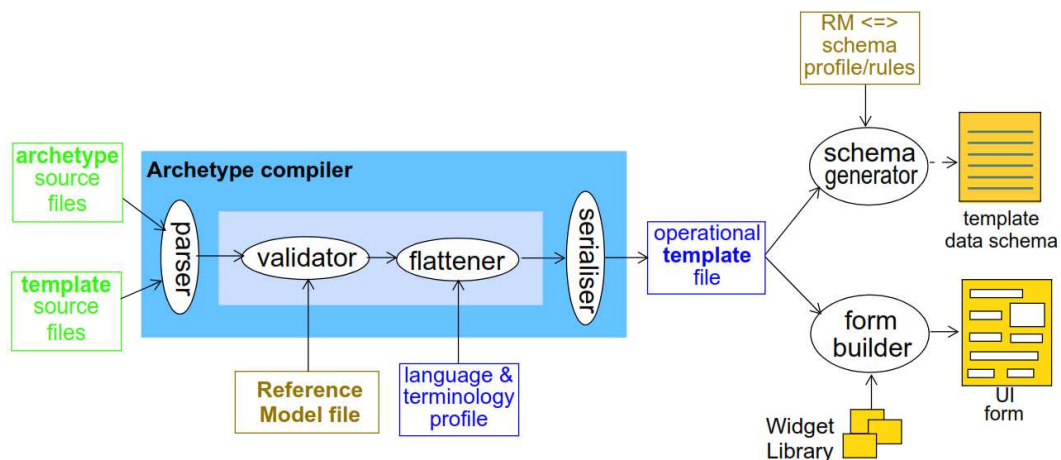 RM <=>
schema
profile/rules
archetype
source
files
Archetype compiler
parser
validator
flattener
serialiser
operational
template
file
schema
generator
template
data schema
template
source
files
Reference
Model file
language &
terminology
profile
form
builder
Widget
Library
UI
form